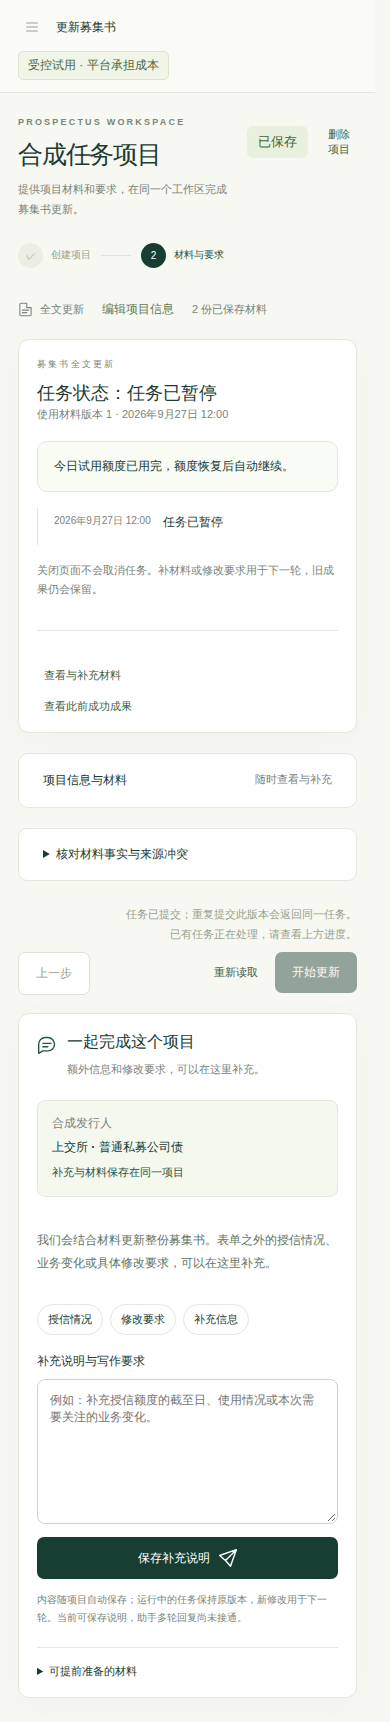 更新募集书
受控试用 · 平台承担成本
PROSPECTUS WORKSPACE
合成任务项目
已保存
删除
项目
提供项目材料和要求，在同一个工作区完成
募集书更新。
创建项目
2
材料与要求
全文更新
编辑项目信息
2 份已保存材料
募集书全文更新
任务状态：任务已暂停
使用材料版本 1 · 2026年9月27日 12:00
今日试用额度已用完，额度恢复后自动继续。
2026年9月27日 12:00 任务已暂停
关闭页面不会取消任务。补材料或修改要求用于下一轮，旧成
果仍会保留。
查看与补充材料
查看此前成功成果
项目信息与材料
随时查看与补充
核对材料事实与来源冲突
任务已提交；重复提交此版本会返回同一任务。
已有任务正在处理，请查看上方进度。
上一步
重新读取
开始更新
一起完成这个项目
额外信息和修改要求，可以在这里补充。
合成发行人
上交所 · 普通私募公司债
补充与材料保存在同一项目
我们会结合材料更新整份募集书。表单之外的授信情况、
业务变化或具体修改要求，可以在这里补充。
授信情况
修改要求
补充信息
补充说明与写作要求
例如：补充授信额度的截至日、使用情况或本次需
要关注的业务变化。
保存补充说明
内容随项目自动保存；运行中的任务保持原版本，新修改用于下一
轮。当前可保存说明，助手多轮回复尚未接通。
可提前准备的材料